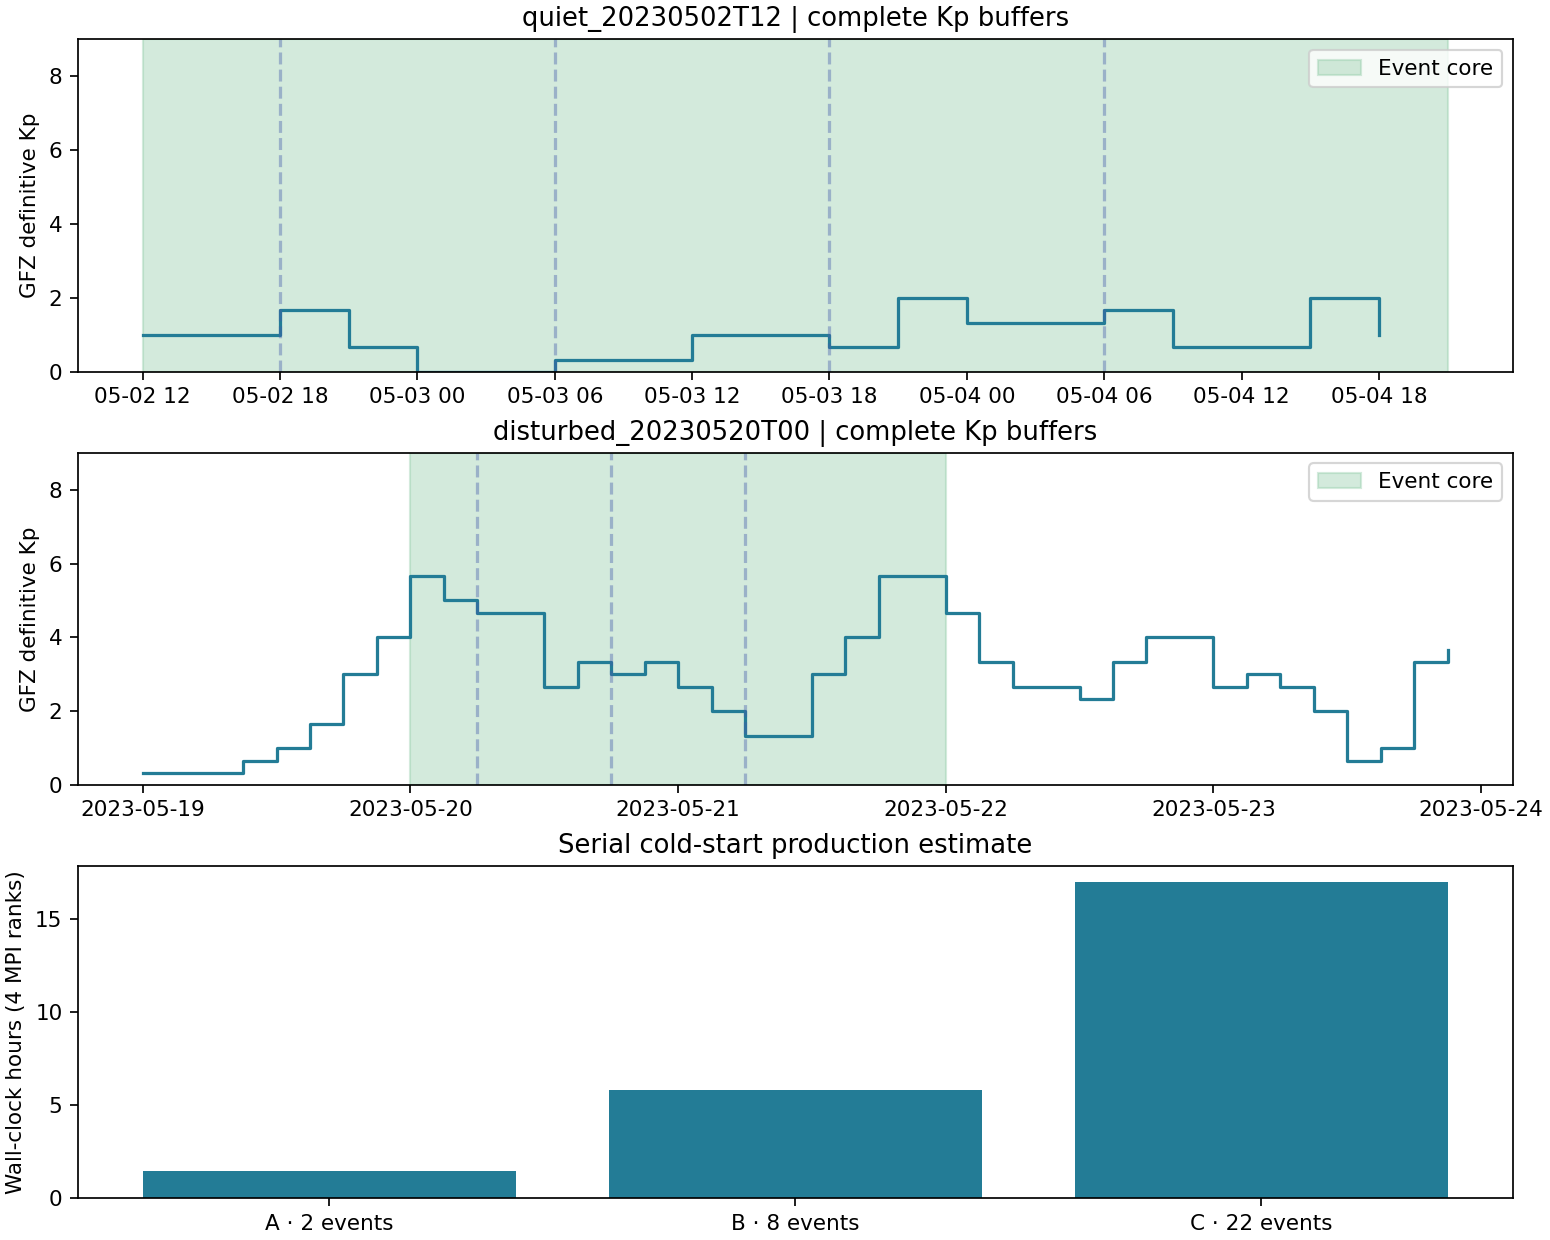 quiet_20230502T12 | complete Kp buffers
GFZ definitive Kp
8
6
4
2
0
Event core
05-02 12 05-02 18 05-03 00 05-03 06 05-03 12 05-03 18 05-04 00 05-04 06 05-04 12 05-04 18
disturbed_20230520T00 | complete Kp buffers
GFZ definitive Kp
8
6
4
2
0
Event core
2023-05-19 2023-05-20 2023-05-21 2023-05-22 2023-05-23 2023-05-24
Serial cold-start production estimate
Wall-clock hours (4 MPI ranks)
15
10
5
0
A · 2 events B · 8 events C · 22 events